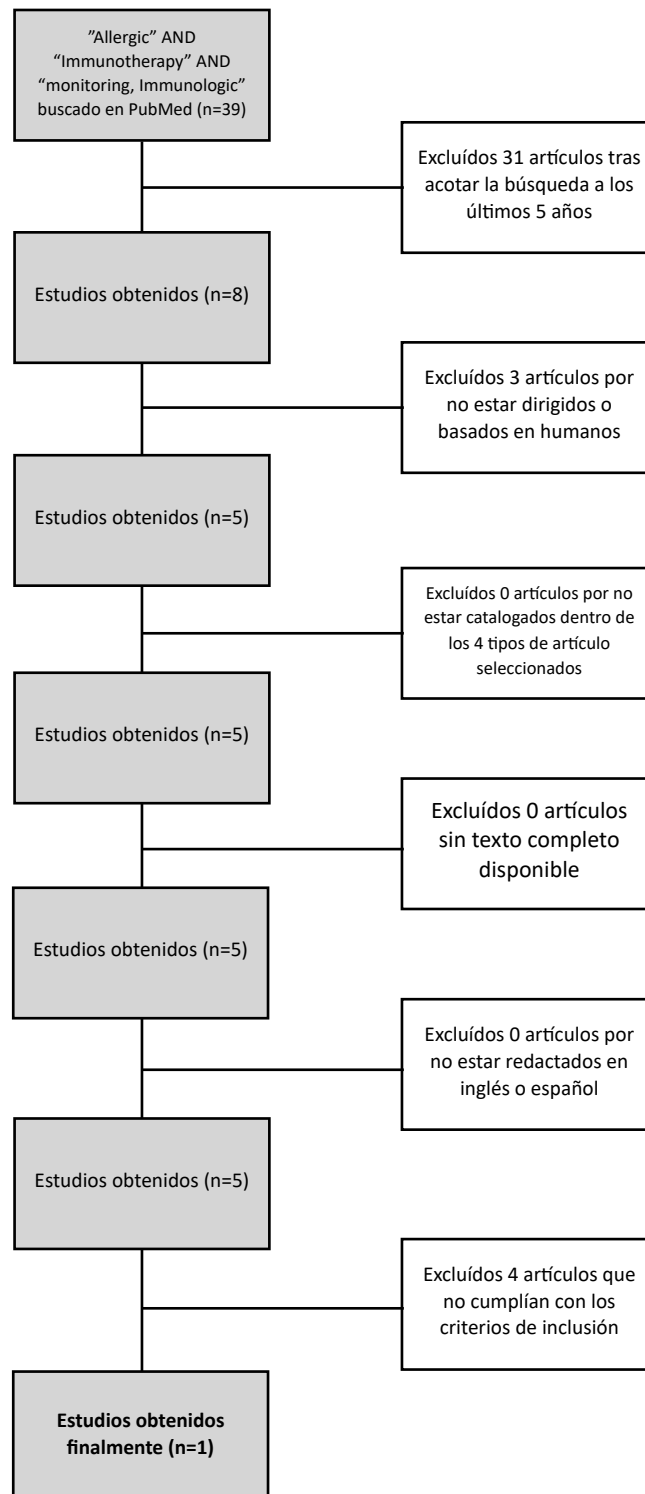 ”Allergic” AND
“Immunotherapy” AND
“monitoring, Immunologic”
buscado en PubMed (n=39)
Excluídos 31 artículos tras
acotar la búsqueda a los
últimos 5 años
Estudios obtenidos (n=8)
Excluídos 3 artículos por
no estar dirigidos o
basados en humanos
Estudios obtenidos (n=5)
Excluídos 0 artículos por no
estar catalogados dentro de
los 4 tipos de artículo
seleccionados
Estudios obtenidos (n=5)
Excluídos 0 artículos
sin texto completo
disponible
Estudios obtenidos (n=5)
Excluídos 0 artículos por
no estar redactados en
inglés o español
Estudios obtenidos (n=5)
Excluídos 4 artículos que
no cumplían con los
criterios de inclusión
Estudios obtenidos
finalmente (n=1)